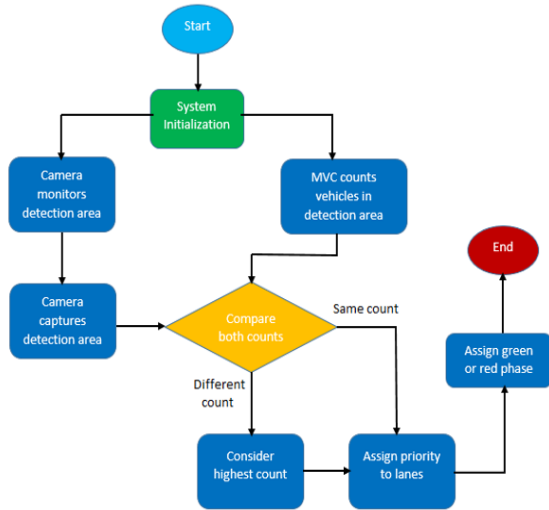 Start
System
Initialization
Camera
monitors
detection area
MVC counts
vehicles in
detection area
Camera
captures
detection area
Compare
both counts
Same count
Different
count
Consider
highest count
Assign priority
to lanes
Assign green
or red phase
End